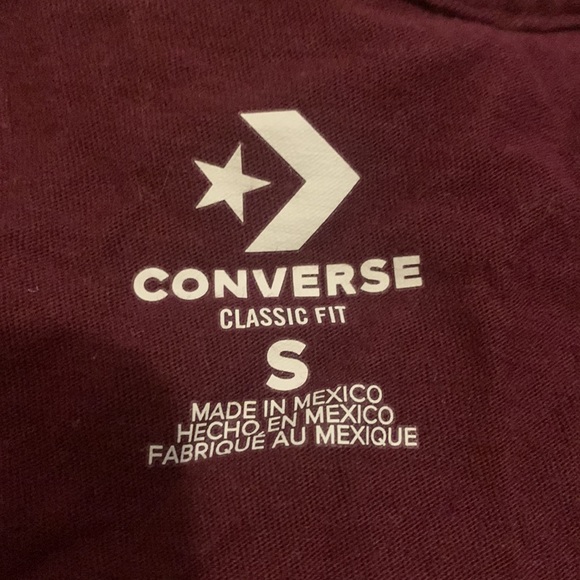 CONVERSE
CLASSIC FIT
S
MADE IN MEXICO
HECHO EN MEXICO
FABRIQUÉ AU MEXIQUE